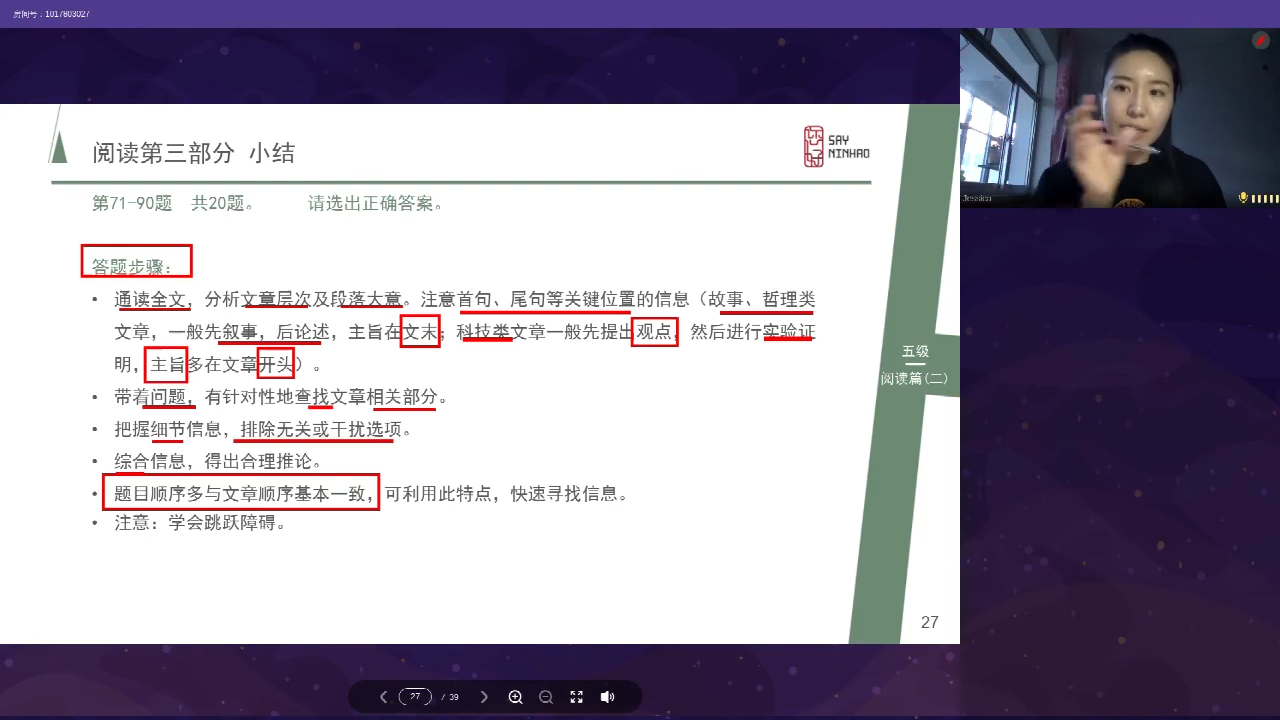 房间号：1017803027
阅读第三部分 小结
SAY
NINHAO
第71-90题 共20题。 请选出正确答案。
答题步骤：
• 通读全文，分析文章层次及段落大意。注意首句、尾句等关键位置的信息（故事、哲理类
文章，一般先叙事，后论述，主旨在文末；科技类文章一般先提出观点，然后进行实验证
明，主旨多在文章开头）。
• 带着问题，有针对性地查找文章相关部分。
• 把握细节信息，排除无关或干扰选项。
• 综合信息，得出合理推论。
• 题目顺序多与文章顺序基本一致，可利用此特点，快速寻找信息。
• 注意：学会跳跃障碍。
五级
阅读篇(二)
27
Jessica
27 / 39